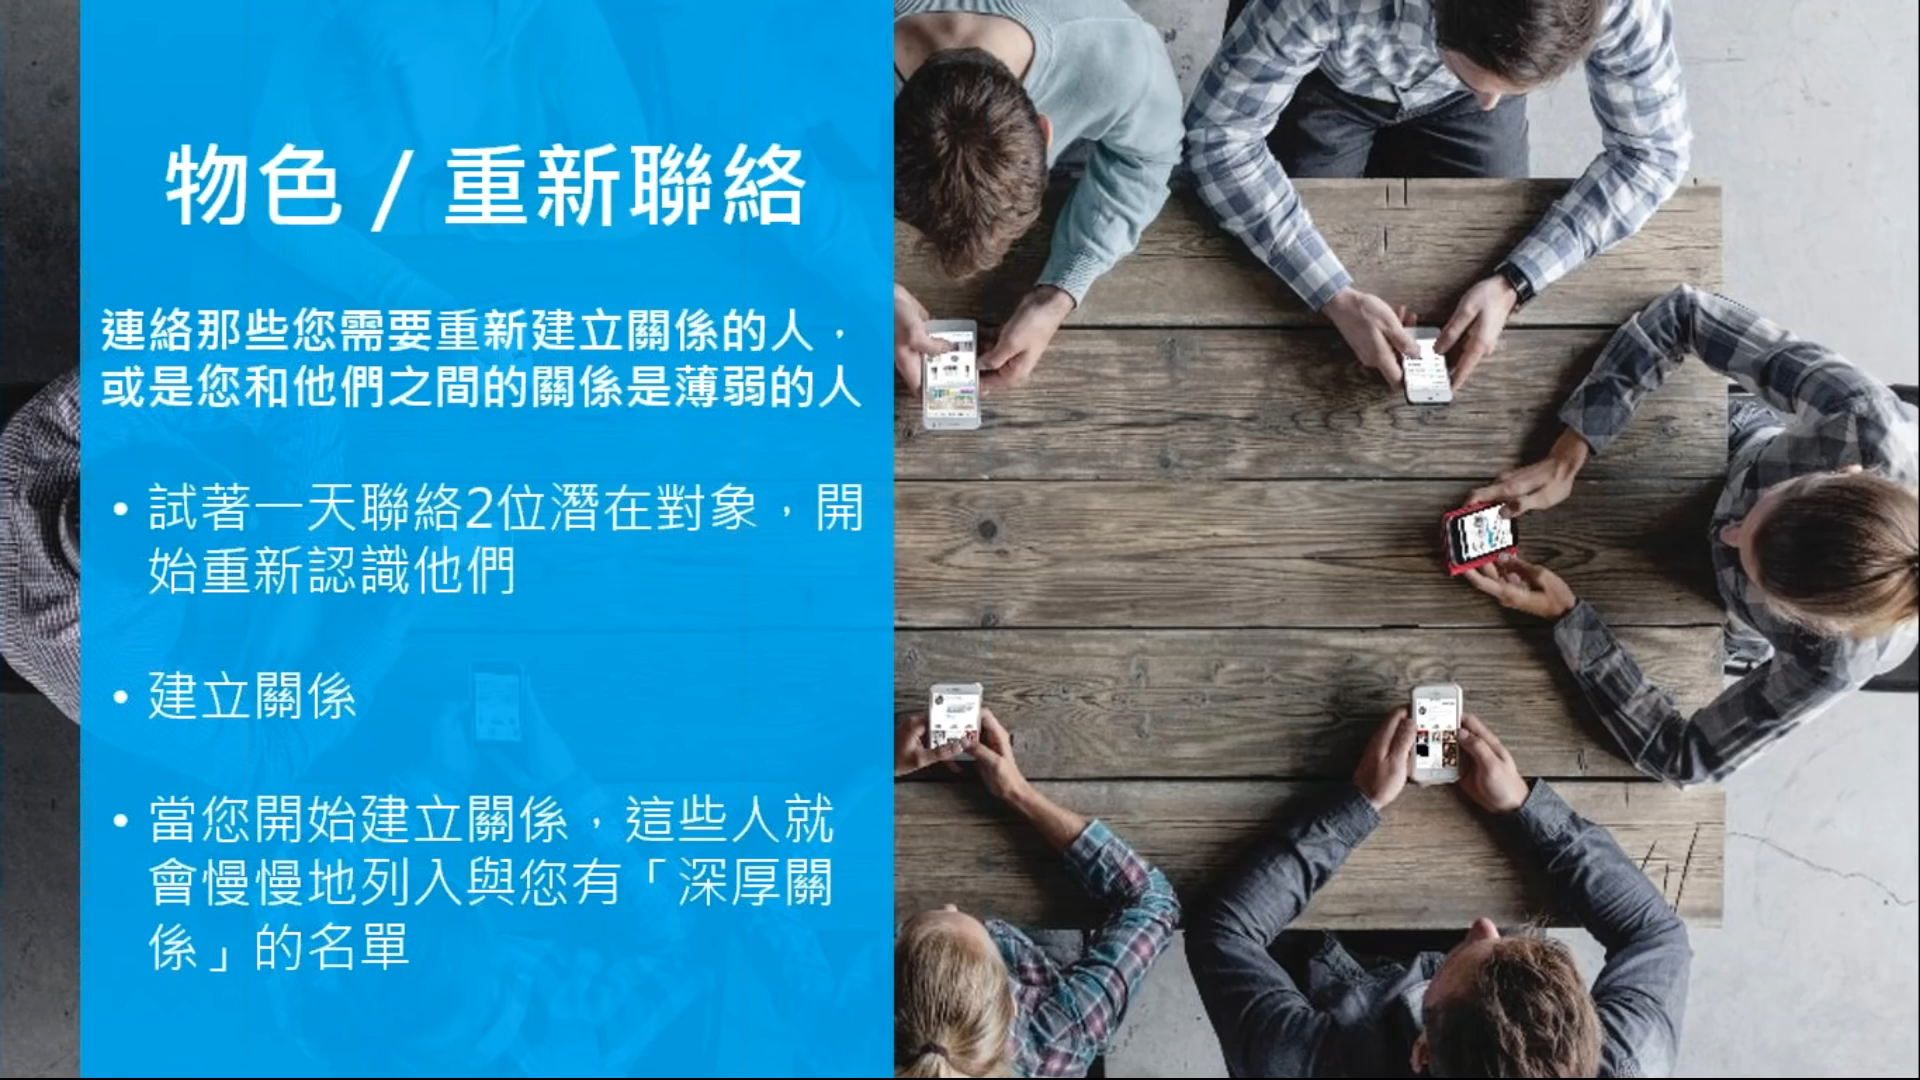 物色 / 重新聯絡
連絡那些您需要重新建立關係的人，
或是您和他們之間的關係是薄弱的人
• 試著一天聯絡2位潛在對象，開
始重新認識他們
• 建立關係
• 當您開始建立關係，這些人就
會慢慢地列入與您有「深厚關
係」的名單